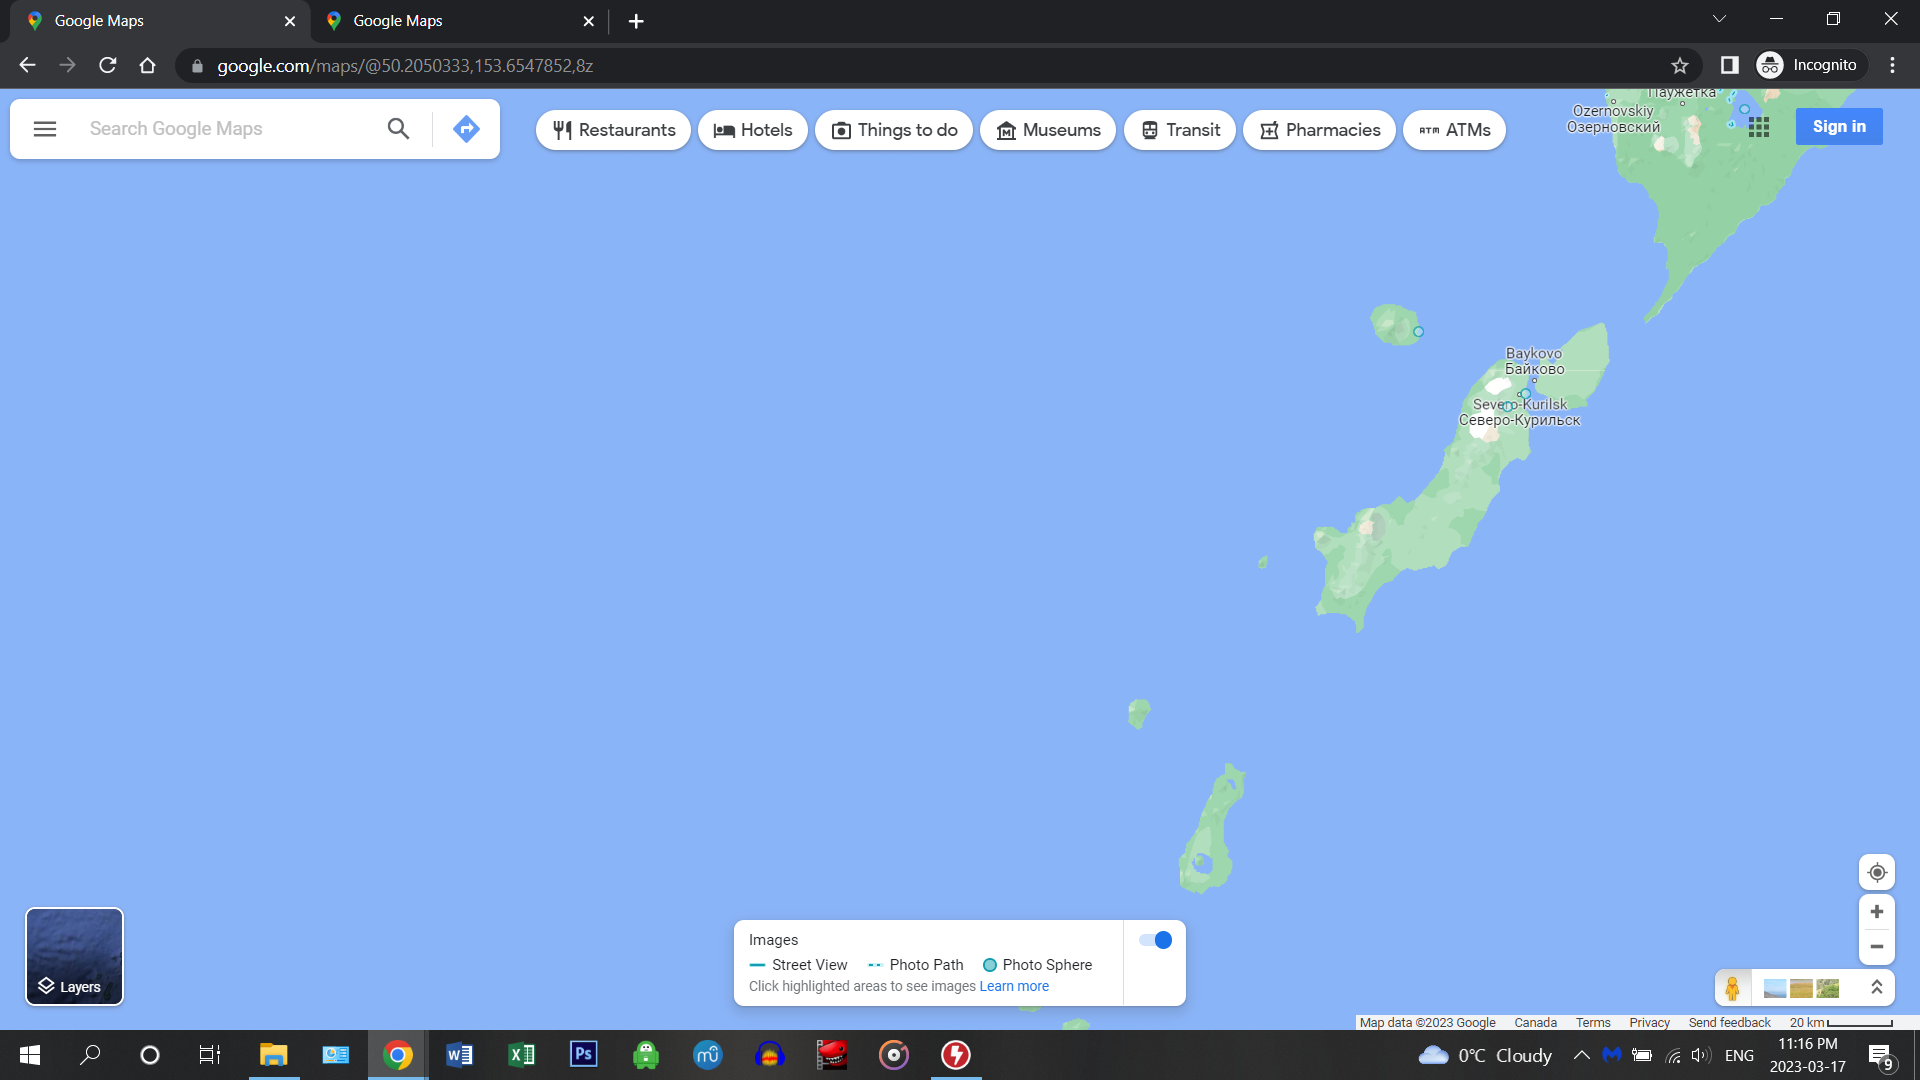 Google Maps
Google Maps
google.com/maps/@50.2050333,153.6547852,8z
Incognito
Search Google Maps
Restaurants
Hotels
Things to do
Museums
Transit
Pharmacies
ATM ATMs
Sign in
Паужетка
Ozernovskiy
Озерновский
Baykovo
Байково
Severo-Kurilsk
Северо-Курильск
Layers
Images
Street View
Photo Path
Photo Sphere
Click highlighted areas to see images Learn more
Map data ©2023 Google
Canada
Terms
Privacy
Send feedback
20 km
W
X
Ps
mu
0°C Cloudy
ENG
11:16 PM
2023-03-17
9